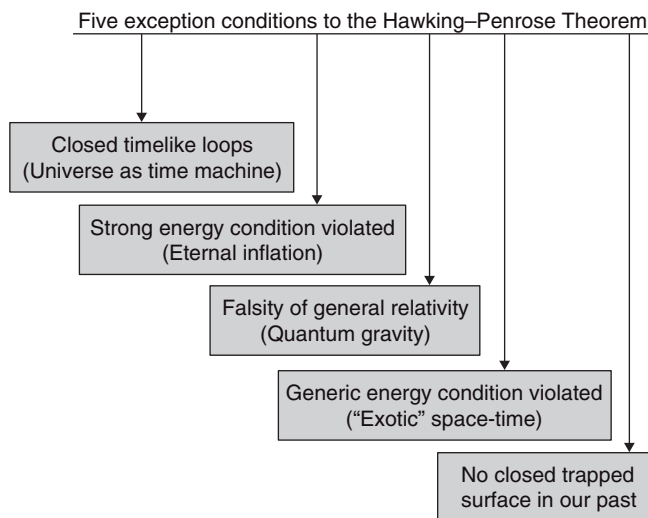 Five exception conditions to the Hawking–Penrose Theorem
Closed timelike loops
(Universe as time machine)
Strong energy condition violated
(Eternal inflation)
Falsity of general relativity
(Quantum gravity)
Generic energy condition violated
(“Exotic” space-time)
No closed trapped
surface in our past